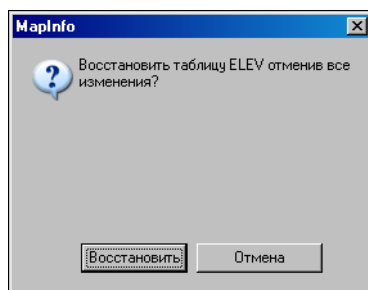 MapInfo
Восстановить таблицу ELEV отменив все
изменения?
Восстановить Отмена